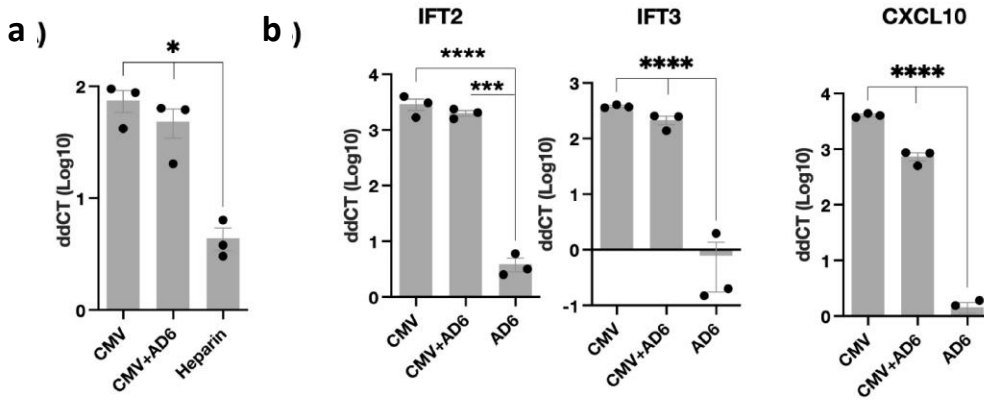 a )
b )
IFT2
IFT3
CXCL10
*
****
***
****
****
ddCT (Log10)
2
1
0
CMV
CMV+AD6
Heparin
ddCT (Log10)
4
3
2
1
0
CMV
CMV+AD6
AD6
ddCT (Log10)
3
2
1
0
-1
CMV
CMV+AD6
AD6
ddCT (Log10)
4
3
2
1
0
CMV
CMV+AD6
AD6